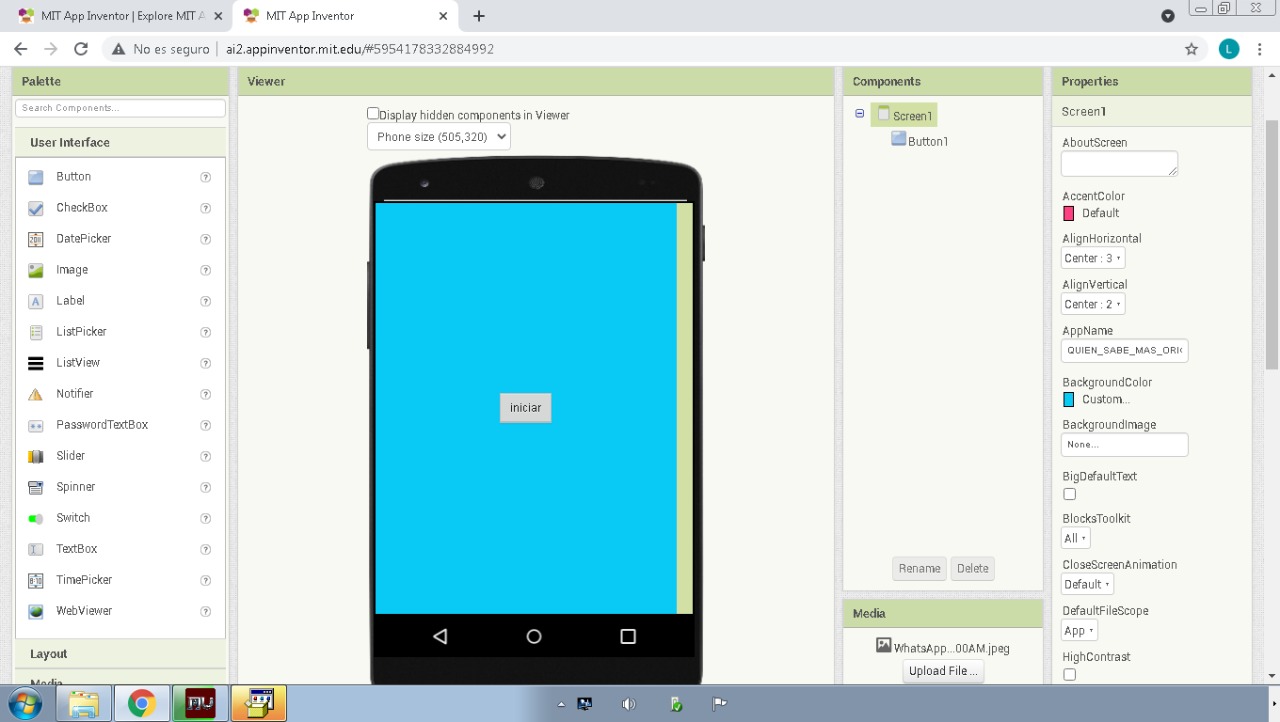 MIT App Inventor | Explore MIT A
MIT App Inventor
No es seguro | ai2.appinventor.mit.edu/#5954178332884992
L
Palette
Search Components...
User Interface
Button
CheckBox
DatePicker
Image
Label
ListPicker
ListView
Notifier
PasswordTextBox
Slider
Spinner
Switch
TextBox
TimePicker
WebViewer
Layout
Media
Viewer
Display hidden components in Viewer
Phone size (505,320)
iniciar
Components
Screen1
Button1
Rename
Delete
Media
WhatsApp...00AM.jpeg
Upload File ...
Properties
Screen1
AboutScreen
AccentColor
Default
AlignHorizontal
Center : 3
AlignVertical
Center : 2
AppName
QUIEN_SABE_MAS_ORI
BackgroundColor
Custom...
BackgroundImage
None...
BigDefaultText
BlocksToolkit
All
CloseScreenAnimation
Default
DefaultFileScope
App
HighContrast